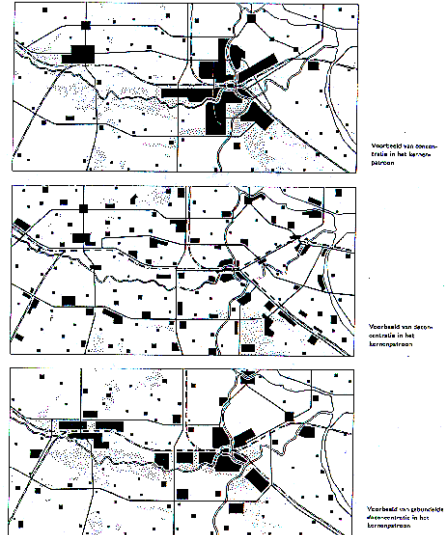 Voorbeeld van concen-
tratie in het kernen-
patroon
Voorbeeld van decon-
centratie in het
kernenpatroon
Voorbeeld van gebundelde
deconcentratie in het
kernenpatroon